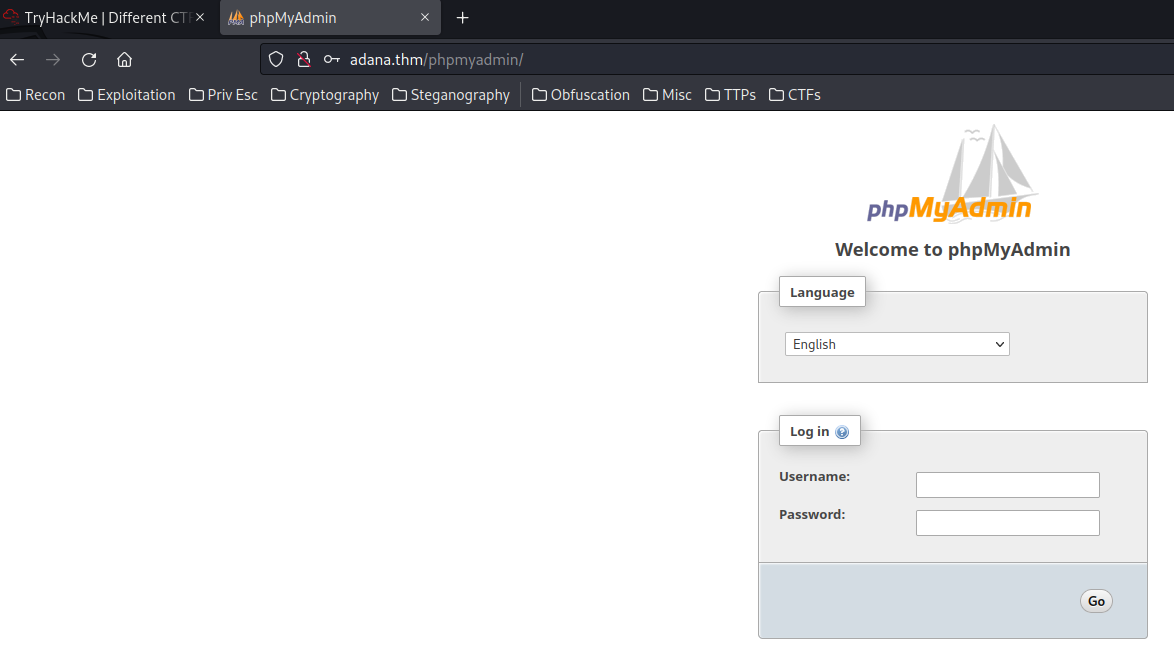 TryHackMe | Different CT
phpMyAdmin
adana.thm/phpmyadmin/
Recon Exploitation Priv Esc Cryptography Steganography Obfuscation Misc TTPs CTFs
phpMyAdmin
Welcome to phpMyAdmin
Language
English
Log in
Username:
Password:
Go